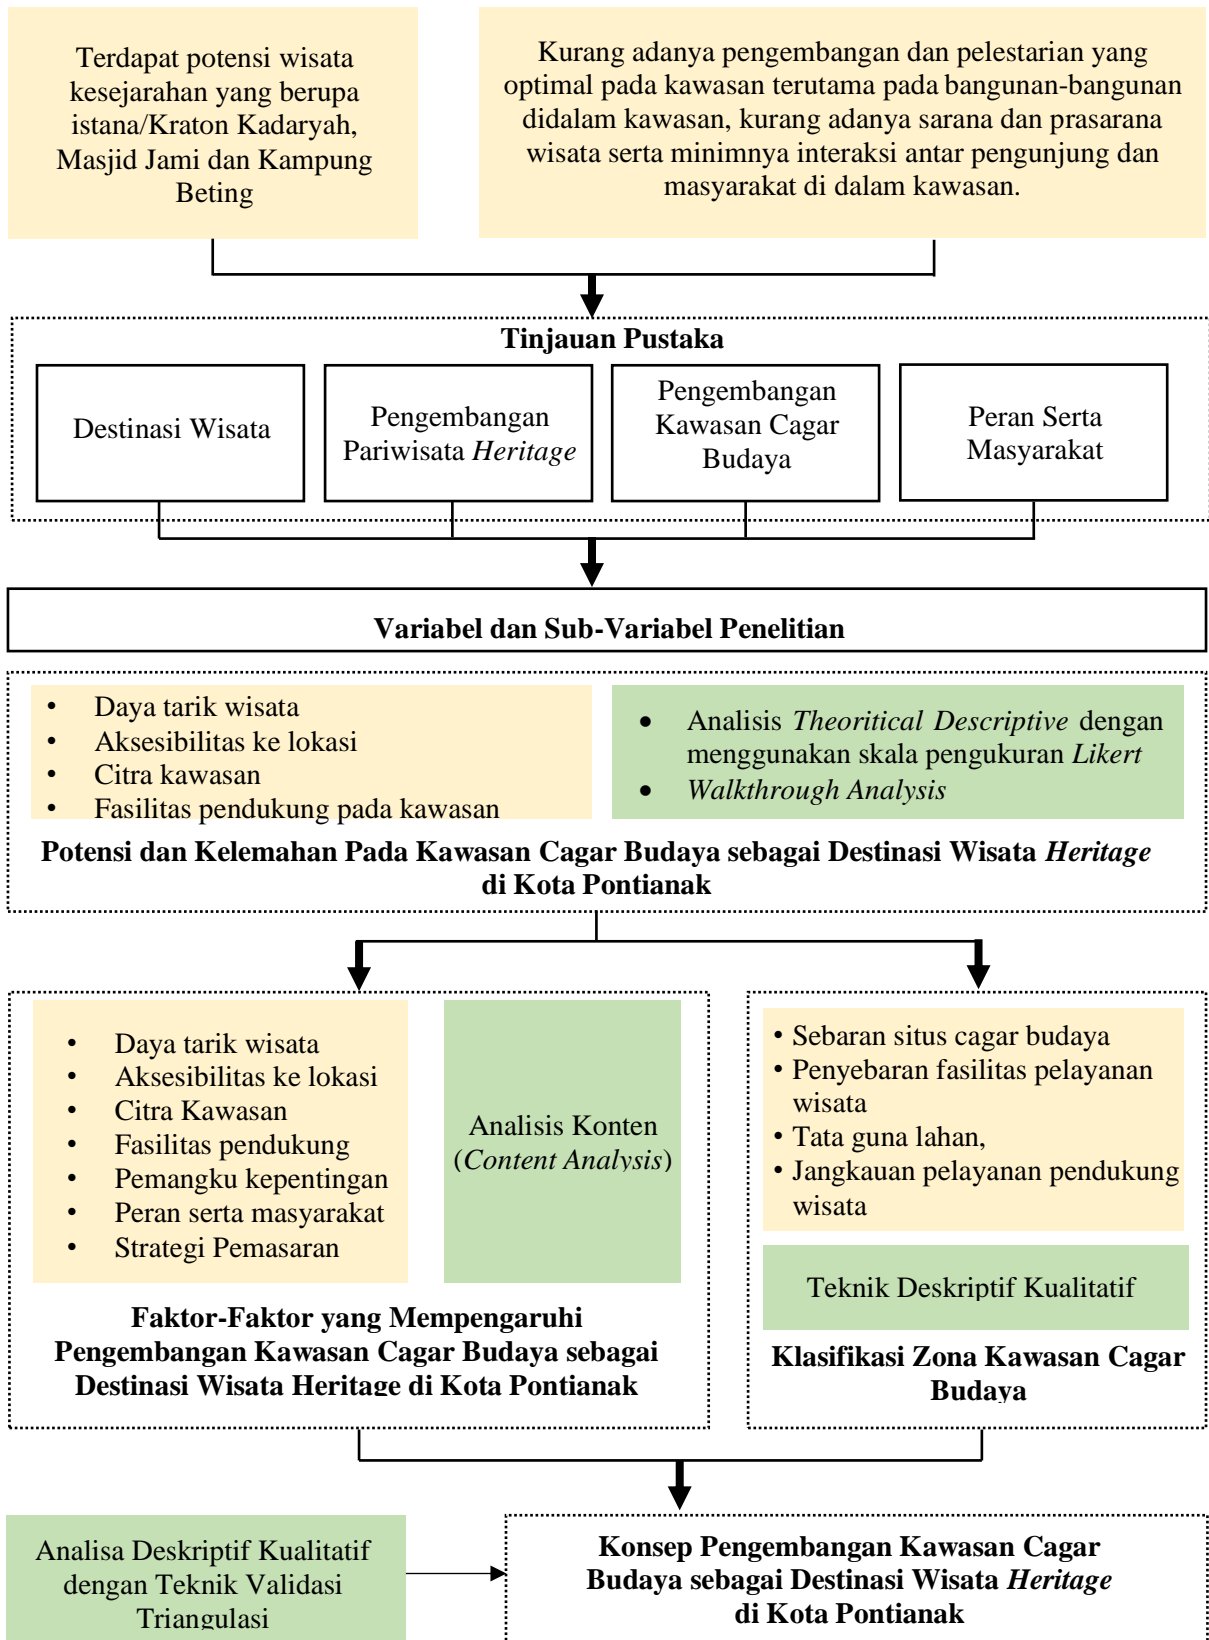 Terdapat potensi wisata
kesejarahan yang berupa
istana/Kraton Kadaryah,
Masjid Jami dan Kampung
Beting
Kurang adanya pengembangan dan pelestarian yang
optimal pada kawasan terutama pada bangunan-bangunan
didalam kawasan, kurang adanya sarana dan prasarana
wisata serta minimnya interaksi antar pengunjung dan
masyarakat di dalam kawasan.
Tinjauan Pustaka
Destinasi Wisata
Pengembangan
Pariwisata Heritage
Pengembangan
Kawasan Cagar
Budaya
Peran Serta
Masyarakat
Variabel dan Sub-Variabel Penelitian
• Daya tarik wisata
• Aksesibilitas ke lokasi
• Citra kawasan
• Fasilitas pendukung pada kawasan
• Analisis Theoritical Descriptive dengan
menggunakan skala pengukuran Likert
• Walkthrough Analysis
Potensi dan Kelemahan Pada Kawasan Cagar Budaya sebagai Destinasi Wisata Heritage
di Kota Pontianak
• Daya tarik wisata
• Aksesibilitas ke lokasi
• Citra Kawasan
• Fasilitas pendukung
• Pemangku kepentingan
• Peran serta masyarakat
• Strategi Pemasaran
Analisis Konten
(Content Analysis)
Faktor-Faktor yang Mempengaruhi
Pengembangan Kawasan Cagar Budaya sebagai
Destinasi Wisata Heritage di Kota Pontianak
• Sebaran situs cagar budaya
• Penyebaran fasilitas pelayanan
wisata
• Tata guna lahan,
• Jangkauan pelayanan pendukung
wisata
Teknik Deskriptif Kualitatif
Klasifikasi Zona Kawasan Cagar
Budaya
Analisa Deskriptif Kualitatif
dengan Teknik Validasi
Triangulasi
Konsep Pengembangan Kawasan Cagar
Budaya sebagai Destinasi Wisata Heritage
di Kota Pontianak